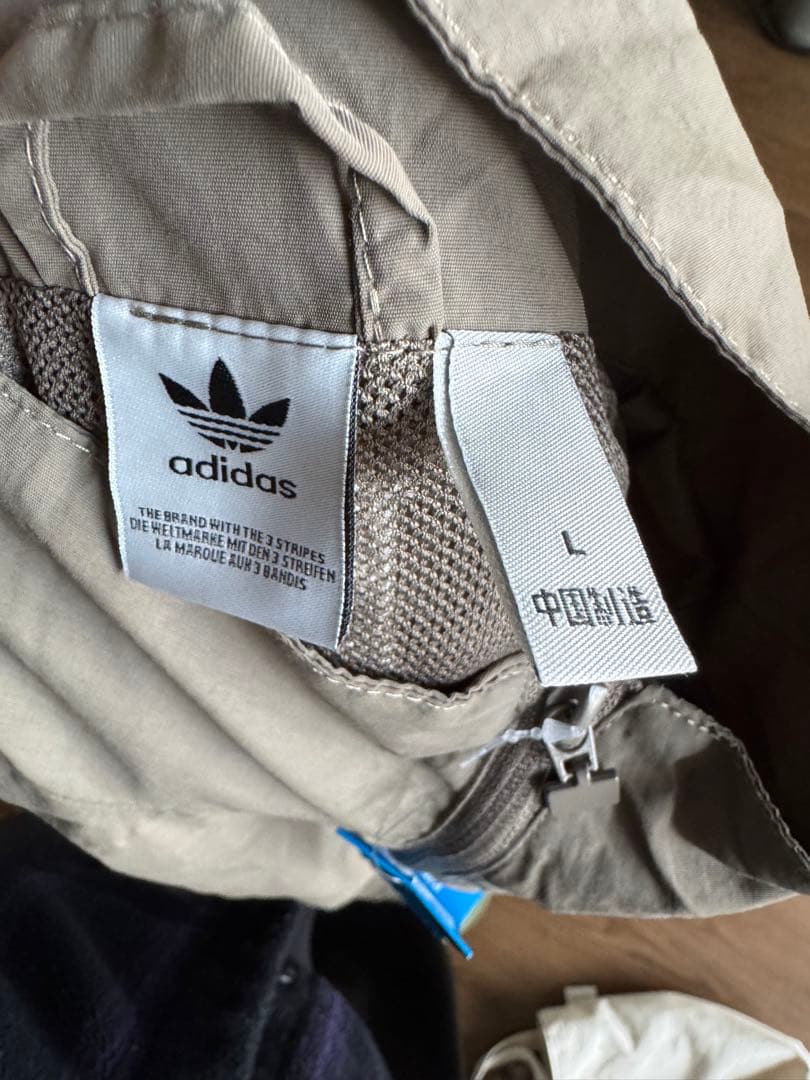 adidas
THE BRAND WITH THE 3 STRIPES
DIE WELTMARKE MIT DEN 3 STREIFEN
LA MARQUE AUX 3 BANDIS
L
中国制造